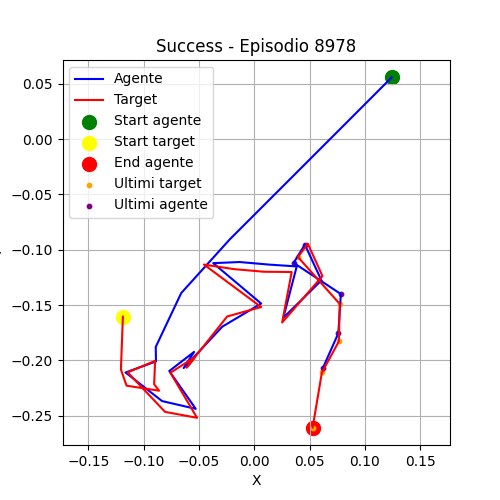 Success - Episodio 8978
Agente
Target
Start agente
Start target
End agente
Ultimi target
Ultimi agente
0.05
0.00
−0.05
−0.10
−0.15
−0.20
−0.25
−0.15
−0.10
−0.05
0.00
0.05
0.10
0.15
X